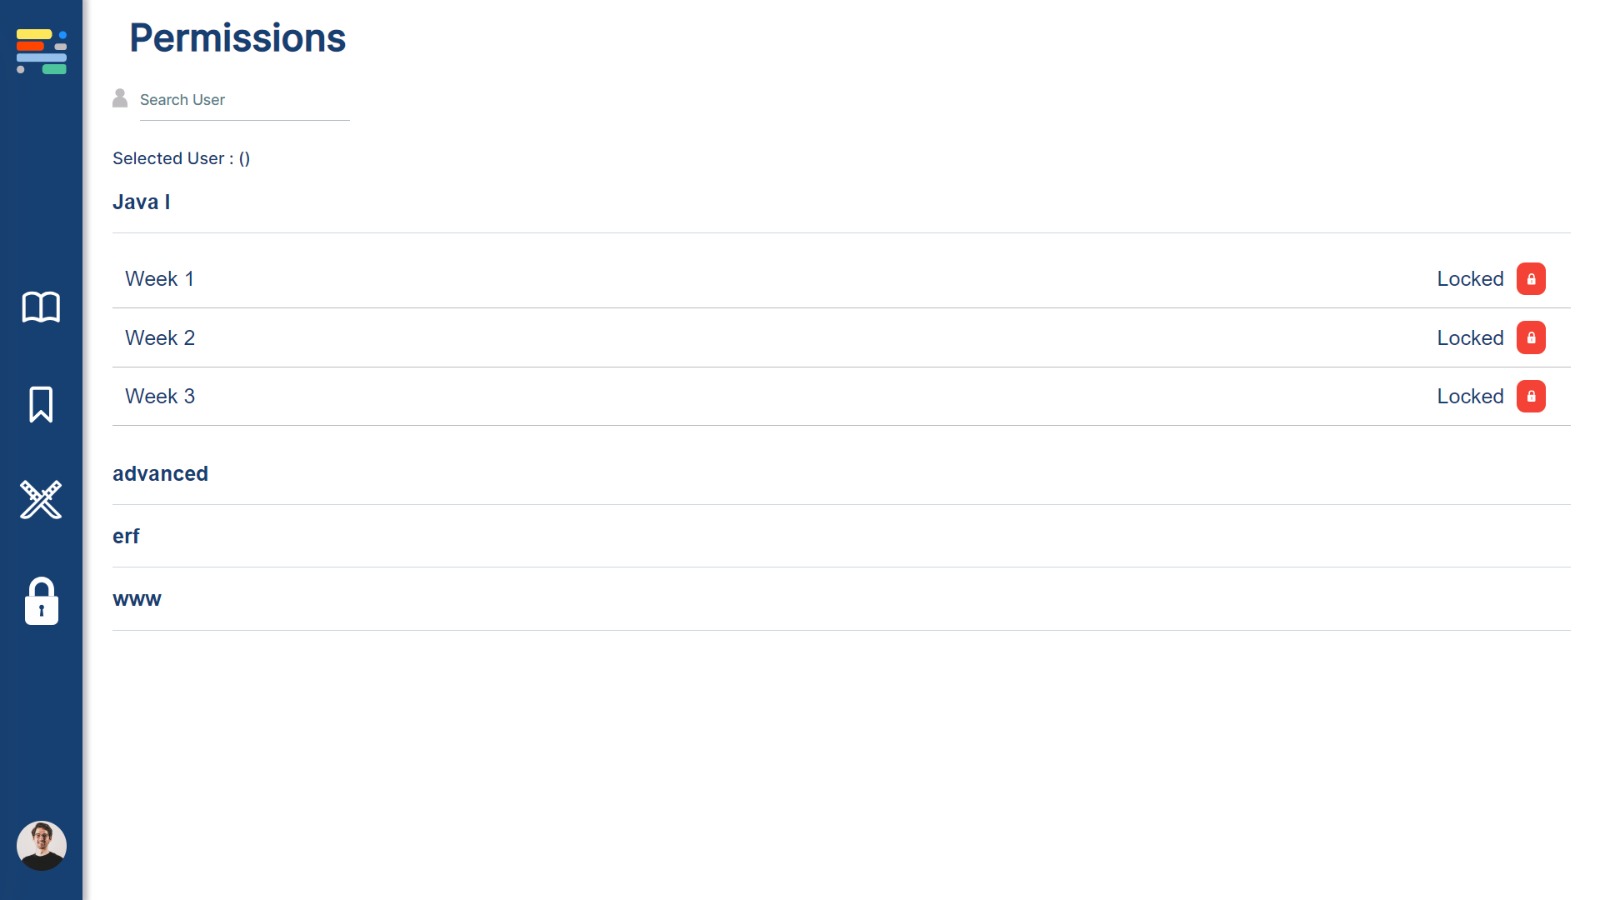 Permissions
Search User
Selected User : ()
Java I
Week 1 Locked
Week 2 Locked
Week 3 Locked
advanced
erf
www